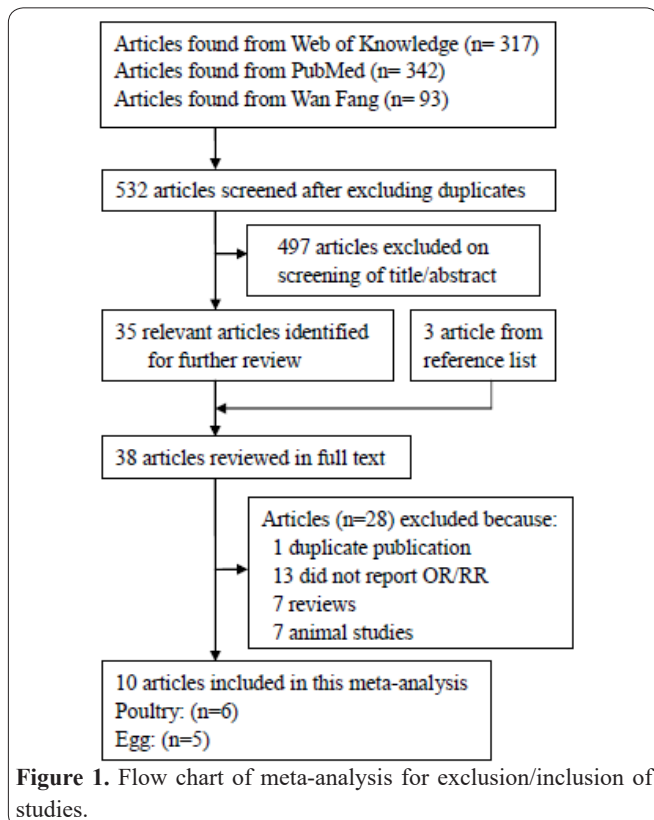 Articles found from Web of Knowledge (n= 317)
Articles found from PubMed (n= 342)
Articles found from Wan Fang (n= 93)
532 articles screened after excluding duplicates
497 articles excluded on
screening of title/abstract
35 relevant articles identified
for further review
3 article from
reference list
38 articles reviewed in full text
Articles (n=28) excluded because:
1 duplicate publication
13 did not report OR/RR
7 reviews
7 animal studies
10 articles included in this meta-analysis
Poultry: (n=6)
Egg: (n=5)
Figure 1. Flow chart of meta-analysis for exclusion/inclusion of
studies.